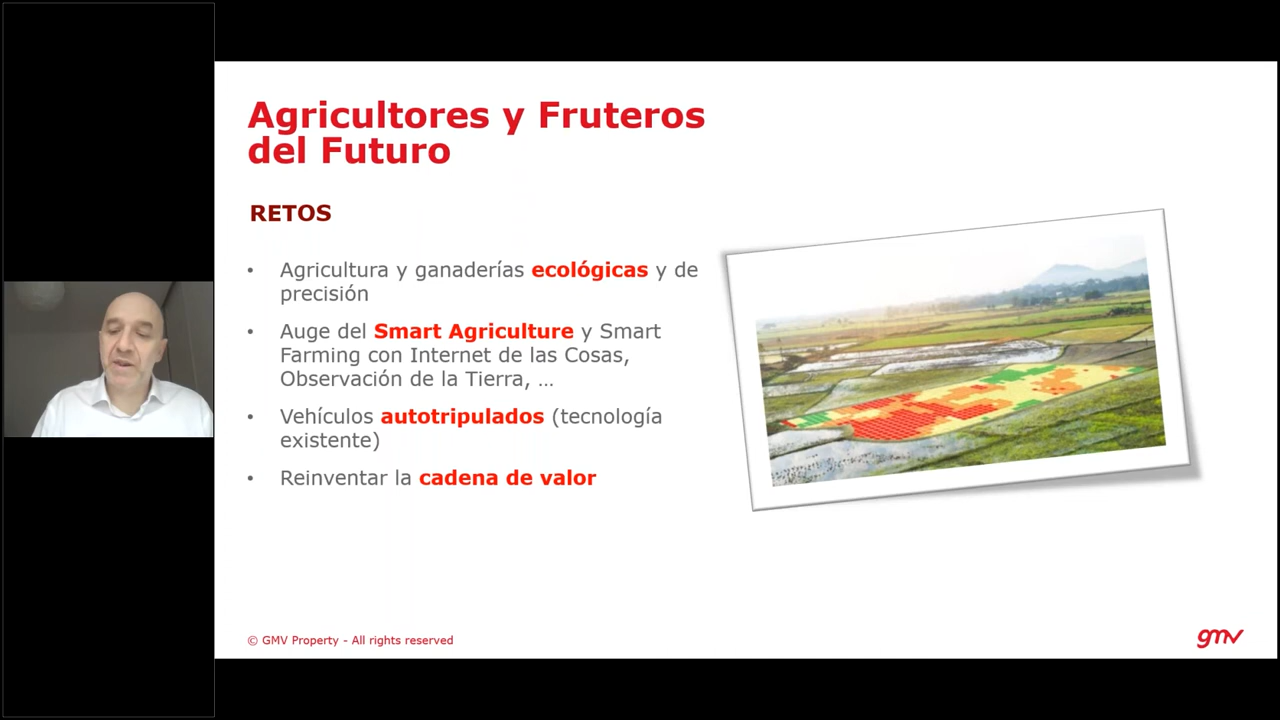 Agricultores y Fruteros
del Futuro
RETOS
• Agricultura y ganaderías ecológicas y de
precisión
• Auge del Smart Agriculture y Smart
Farming con Internet de las Cosas,
Observación de la Tierra, …
• Vehículos autotripulados (tecnología
existente)
• Reinventar la cadena de valor
© GMV Property - All rights reserved
gmv